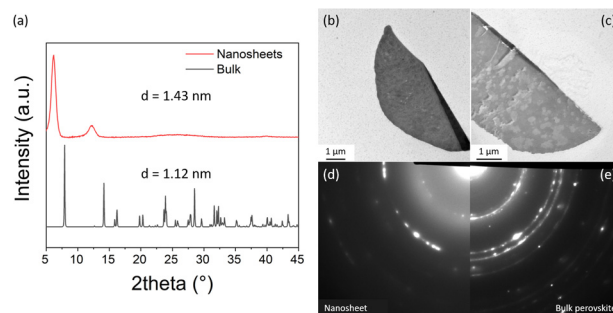 (a)
Intensity (a.u.)
Nanosheets
Bulk
d = 1.43 nm
d = 1.12 nm
5 10 15 20 25 30 35 40 45
2theta (°)
(b)
1 µm
(c)
1 µm
(d)
Nanosheet
(e)
Bulk perovskite